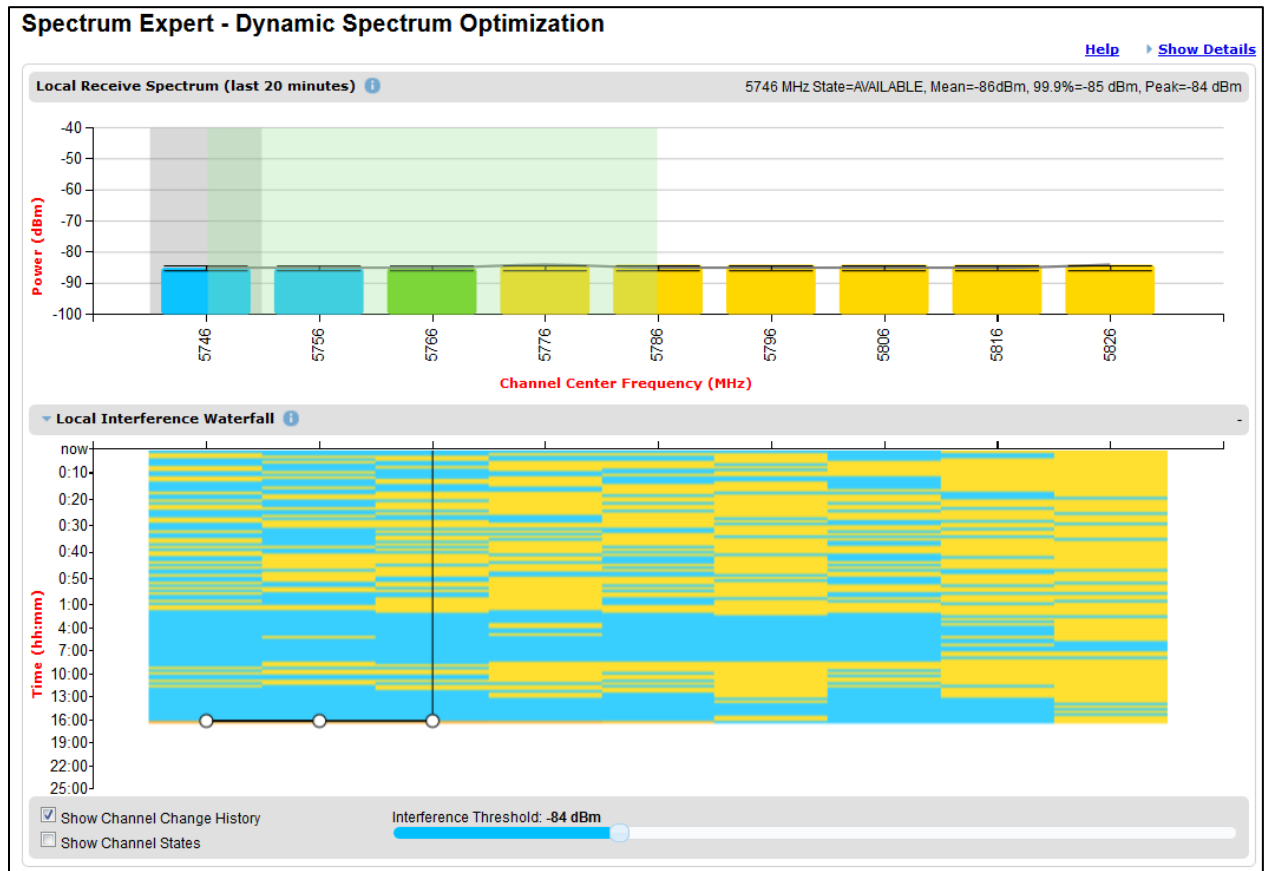 Spectrum Expert - Dynamic Spectrum Optimization
Help Show Details
Local Receive Spectrum (last 20 minutes) i 5746 MHz State=AVAILABLE, Mean=-86dBm, 99.9%=-85 dBm, Peak=-84 dBm
-40
-50
-60
-70
-80
-90
-100
Power (dBm)
5746 5756 5766 5776 5786 5796 5806 5816 5826
Channel Center Frequency (MHz)
Local Interference Waterfall i -
now
0:10
0:20
0:30
0:40
0:50
1:00
4:00
7:00
10:00
13:00
16:00
19:00
22:00
25:00
Time (hh:mm)
Show Channel Change History Interference Threshold: -84 dBm
Show Channel States